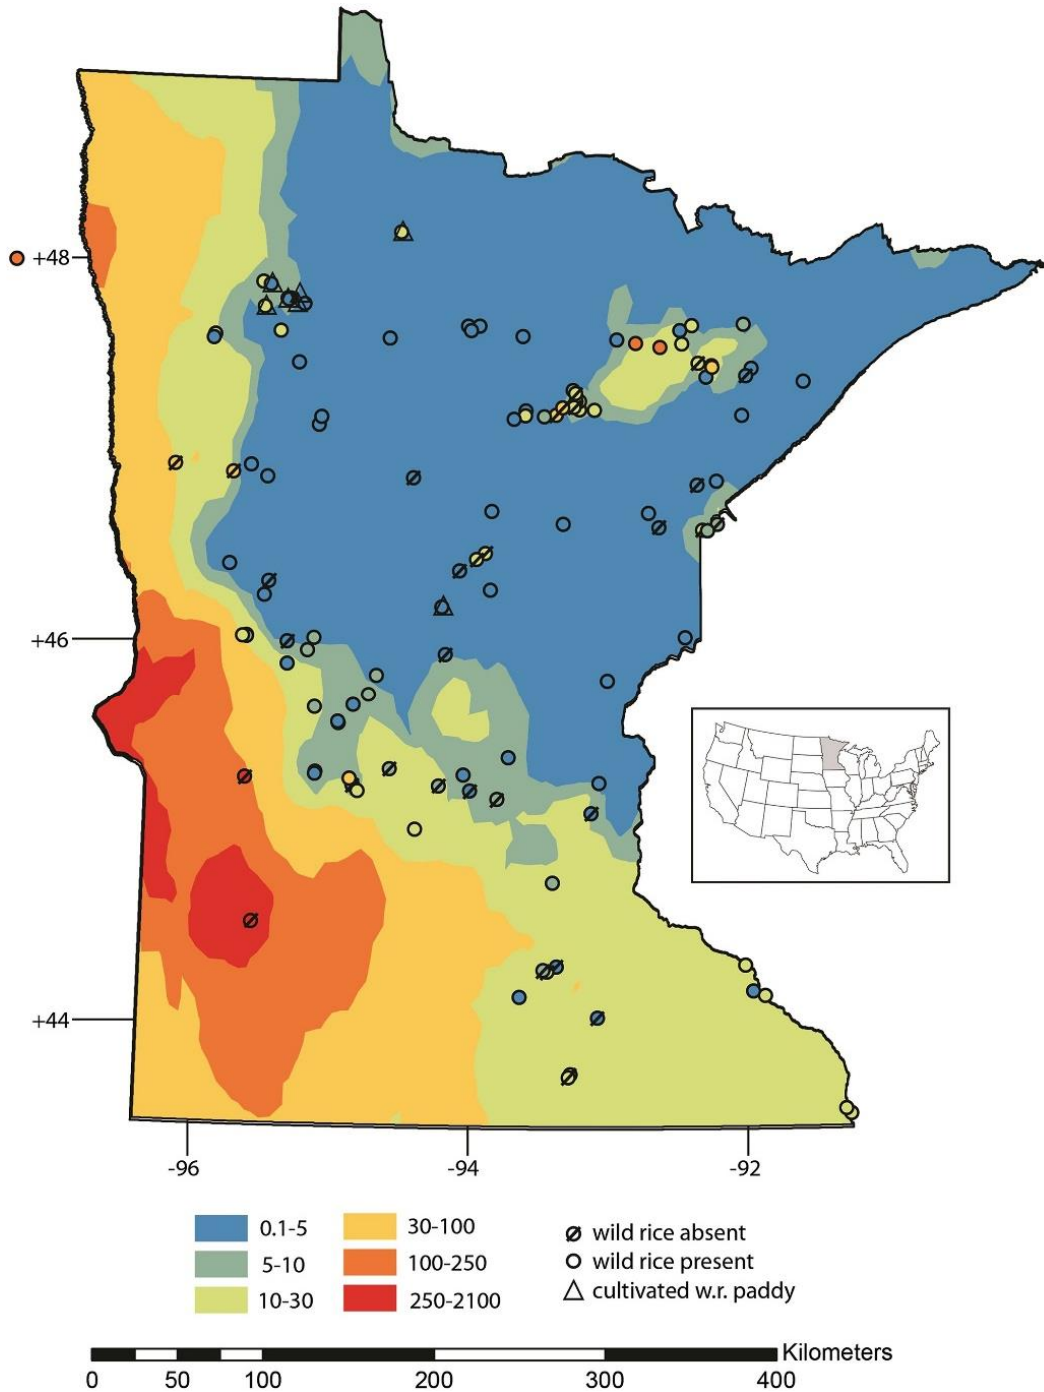 +48
+46
+44
-96
-94
-92
0.1-5
30-100
wild rice absent
5-10
100-250
wild rice present
10-30
250-2100
cultivated w.r. paddy
Kilometers
0 50 100 200 300 400